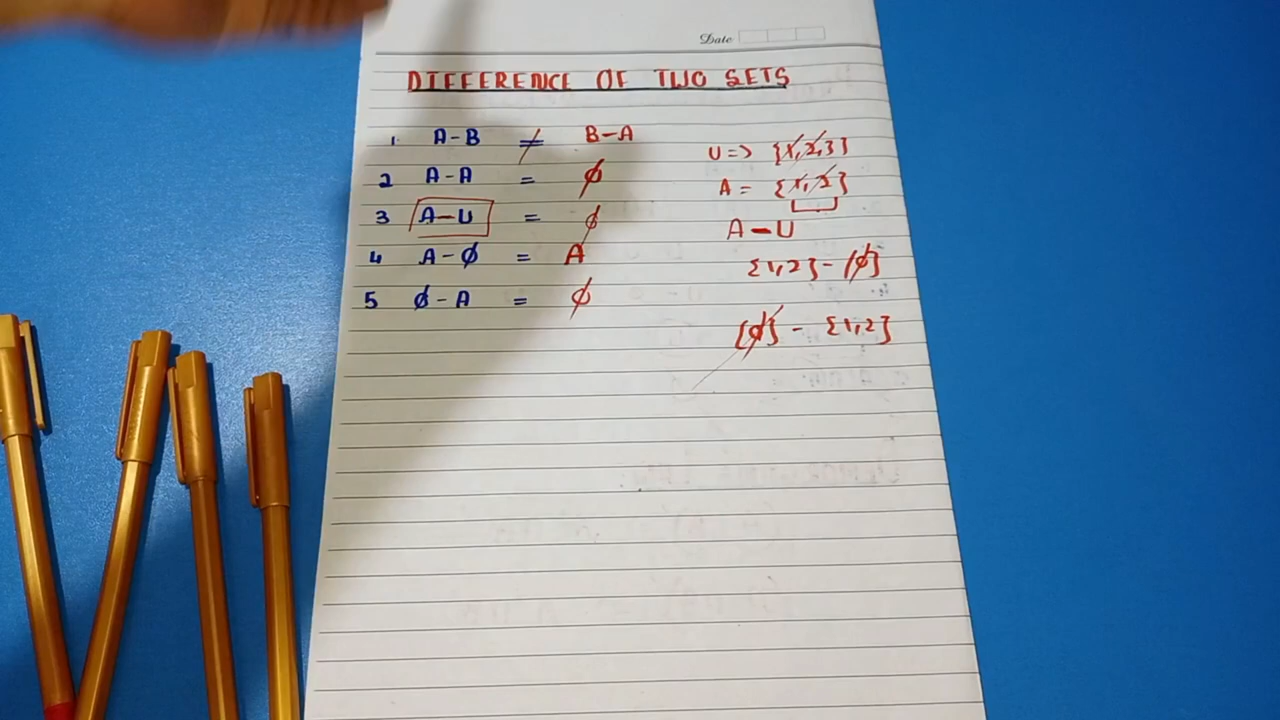 Date
DIFFERENCE OF TWO SETS
1. A-B ≠ B-A
2 A-A = ϕ
3 A-U = ϕ
4 A-ϕ = A
5 ϕ-A = ϕ
U => {1,2,3}
A = {1,2}
A-U
{1,2} - {ϕ}
{ϕ} - {1,2}